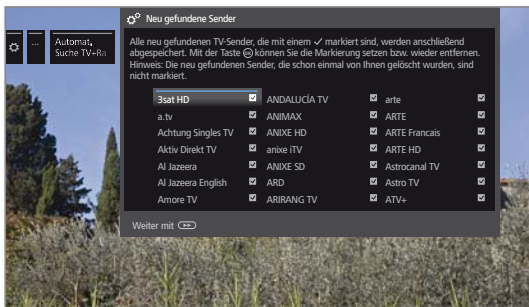 Neu gefundene Sender
...
Automat.
Suche TV+Ra
Alle neu gefundenen TV-Sender, die mit einem ✓ markiert sind, werden anschließend
abgespeichert. Mit der Taste OK können Sie die Markierung setzen bzw. wieder entfernen.
Hinweis: Die neu gefundenen Sender, die schon einmal von Ihnen gelöscht wurden, sind
nicht markiert.
3sat HD ANDALUCÍA TV arte
a.tv ANIMAX ARTE
Achtung Singles TV ANIXE HD ARTE Francais
Aktiv Direkt TV anixe iTV ARTE HD
Al Jazeera ANIXE SD Astrocanal TV
Al Jazeera English ARD Astro TV
Amore TV ARIRANG TV ATV+
Weiter mit